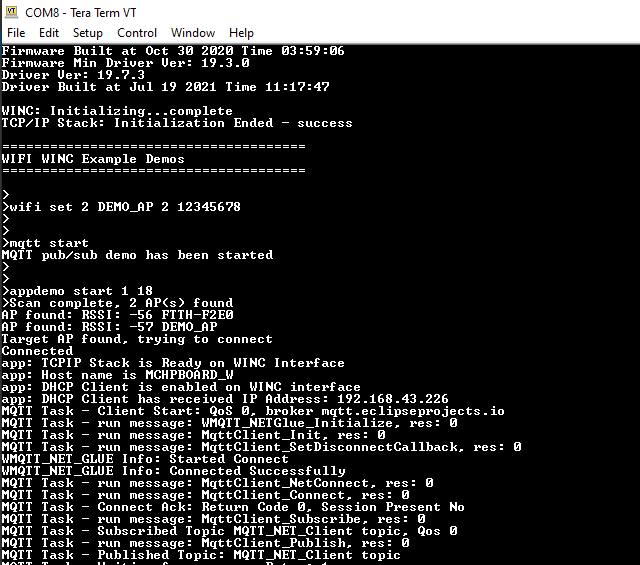 COM8 - Tera Term VT
File Edit Setup Control Window Help
Firmware Built at Oct 30 2020 Time 03:59:06
Firmware Min Driver Ver: 19.3.0
Driver Ver: 19.7.3
Driver Built at Jul 19 2021 Time 11:17:47
WINC: Initializing...complete
TCP/IP Stack: Initialization Ended - success
======================================
WIFI WINC Example Demos
======================================
>
>wifi set 2 DEMO_AP 2 12345678
>
>
>mqtt start
MQTT pub/sub demo has been started
>
>
>appdemo start 1 18
>Scan complete, 2 AP(s) found
AP found: RSSI: -56 FTTH-F2E0
AP found: RSSI: -57 DEMO_AP
Target AP found, trying to connect
Connected
app: TCPIP Stack is Ready on WINC Interface
app: Host name is MCHPBOARD_W
app: DHCP Client is enabled on WINC interface
app: DHCP Client has received IP Address: 192.168.43.226
MQTT Task - Client Start: QoS 0, broker mqtt.eclipseprojects.io
MQTT Task - run message: WMQTT_NETGlue_Initialize, res: 0
MQTT Task - run message: MqttClient_Init, res: 0
MQTT Task - run message: MqttClient_SetDisconnectCallback, res: 0
WMQTT_NET_GLUE Info: Started Connect
WMQTT_NET_GLUE Info: Connected Successfully
MQTT Task - run message: MqttClient_NetConnect, res: 0
MQTT Task - run message: MqttClient_Connect, res: 0
MQTT Task - Connect Ack: Return Code 0, Session Present No
MQTT Task - run message: MqttClient_Subscribe, res: 0
MQTT Task - Subscribed Topic MQTT_NET_Client topic, Qos 0
MQTT Task - run message: MqttClient_Publish, res: 0
MQTT Task - Published Topic: MQTT_NET_Client topic